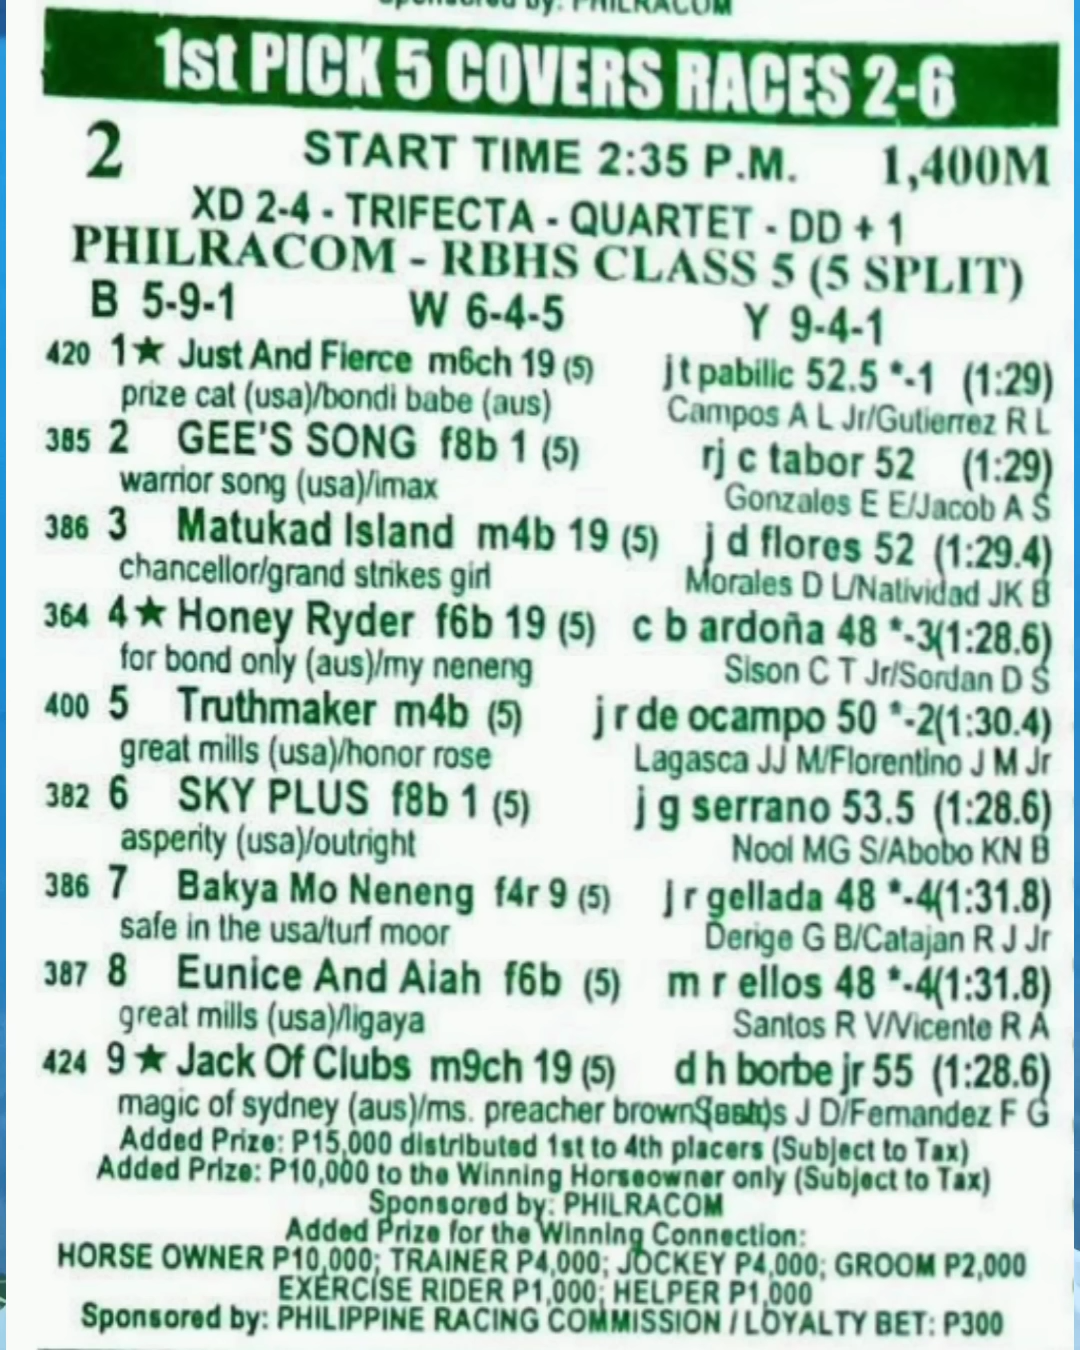 Sponsored by: PHILRACOM
1st PICK 5 COVERS RACES 2-6
2 START TIME 2:35 P.M. 1,400M
XD 2-4 - TRIFECTA - QUARTET - DD + 1
PHILRACOM - RBHS CLASS 5 (5 SPLIT)
B 5-9-1 W 6-4-5 Y 9-4-1
420 1★ Just And Fierce m6ch 19 (5) j t pabilic 52.5 *-1 (1:29)
prize cat (usa)/bondi babe (aus) Campos A L Jr/Gutierrez R L
385 2 GEE'S SONG f8b 1 (5) rj c tabor 52 (1:29)
warrior song (usa)/imax Gonzales E E/Jacob A S
386 3 Matukad Island m4b 19 (5) j d flores 52 (1:29.4)
chancellor/grand strikes girl Morales D L/Natividad JK B
364 4★ Honey Ryder f6b 19 (5) c b ardoña 48 *-3(1:28.6)
for bond only (aus)/my neneng Sison C T Jr/Sordan D S
400 5 Truthmaker m4b (5) j r de ocampo 50 *-2(1:30.4)
great mills (usa)/honor rose Lagasca JJ M/Florentino J M Jr
382 6 SKY PLUS f8b 1 (5) j g serrano 53.5 (1:28.6)
asperity (usa)/outright Nool MG S/Abobo KN B
386 7 Bakya Mo Neneng f4r 9 (5) j r gellada 48 *-4(1:31.8)
safe in the usa/turf moor Derige G B/Catajan R J Jr
387 8 Eunice And Aiah f6b (5) m r ellos 48 *-4(1:31.8)
great mills (usa)/ligaya Santos R V/Vicente R A
424 9★ Jack Of Clubs m9ch 19 (5) d h borbe jr 55 (1:28.6)
magic of sydney (aus)/ms. preacher brown J D/Fernandez F G
Added Prize: P15,000 distributed 1st to 4th placers (Subject to Tax)
Added Prize: P10,000 to the Winning Horseowner only (Subject to Tax)
Sponsored by: PHILRACOM
Added Prize for the Winning Connection:
HORSE OWNER P10,000; TRAINER P4,000; JOCKEY P4,000; GROOM P2,000
EXERCISE RIDER P1,000; HELPER P1,000
Sponsored by: PHILIPPINE RACING COMMISSION / LOYALTY BET: P300